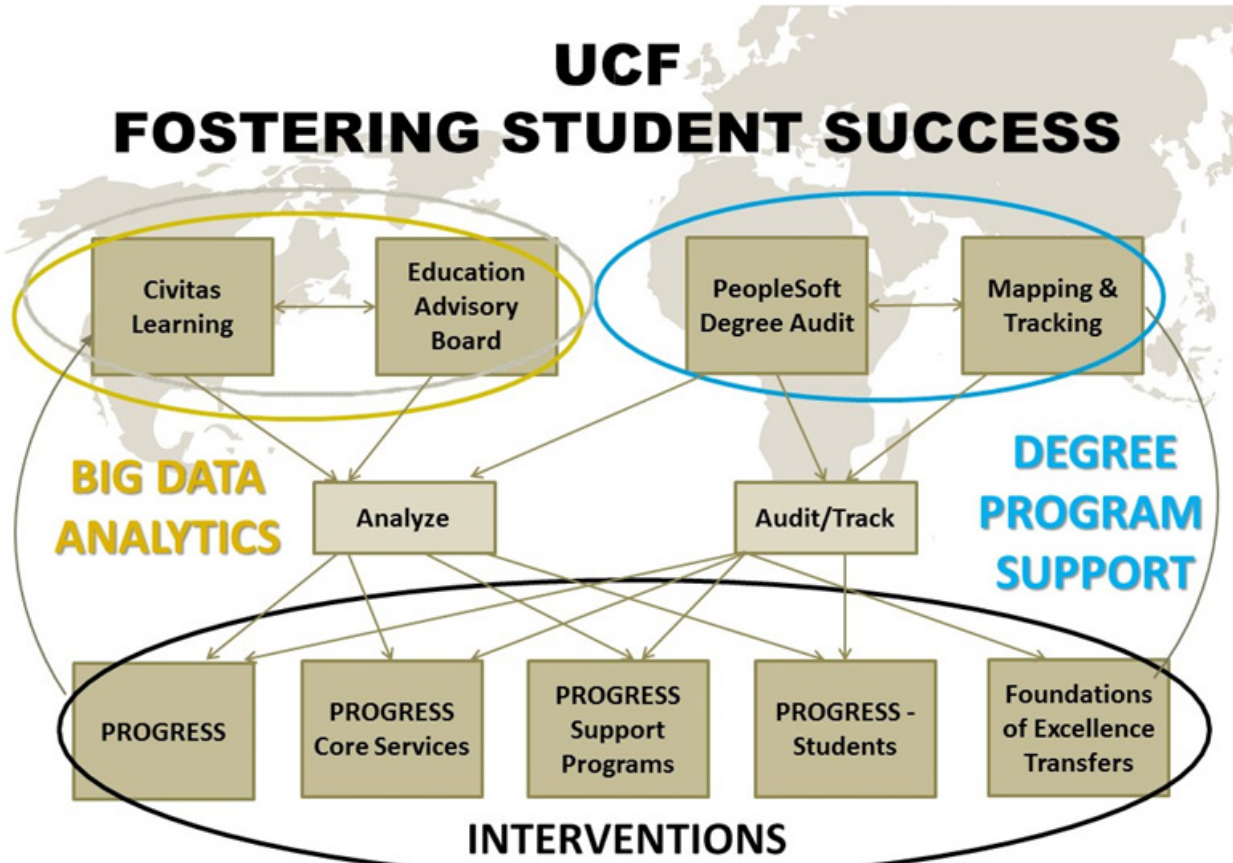 UCF
FOSTERING STUDENT SUCCESS
Civitas
Learning
Education
Advisory
Board
PeopleSoft
Degree Audit
Mapping &
Tracking
BIG DATA
ANALYTICS
Analyze
Audit/Track
DEGREE
PROGRAM
SUPPORT
PROGRESS
PROGRESS
Core Services
PROGRESS
Support
Programs
PROGRESS -
Students
Foundations
of Excellence
Transfers
INTERVENTIONS